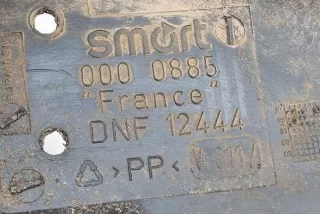 smart
000 0885
"France"
DNF 12444
>PP<